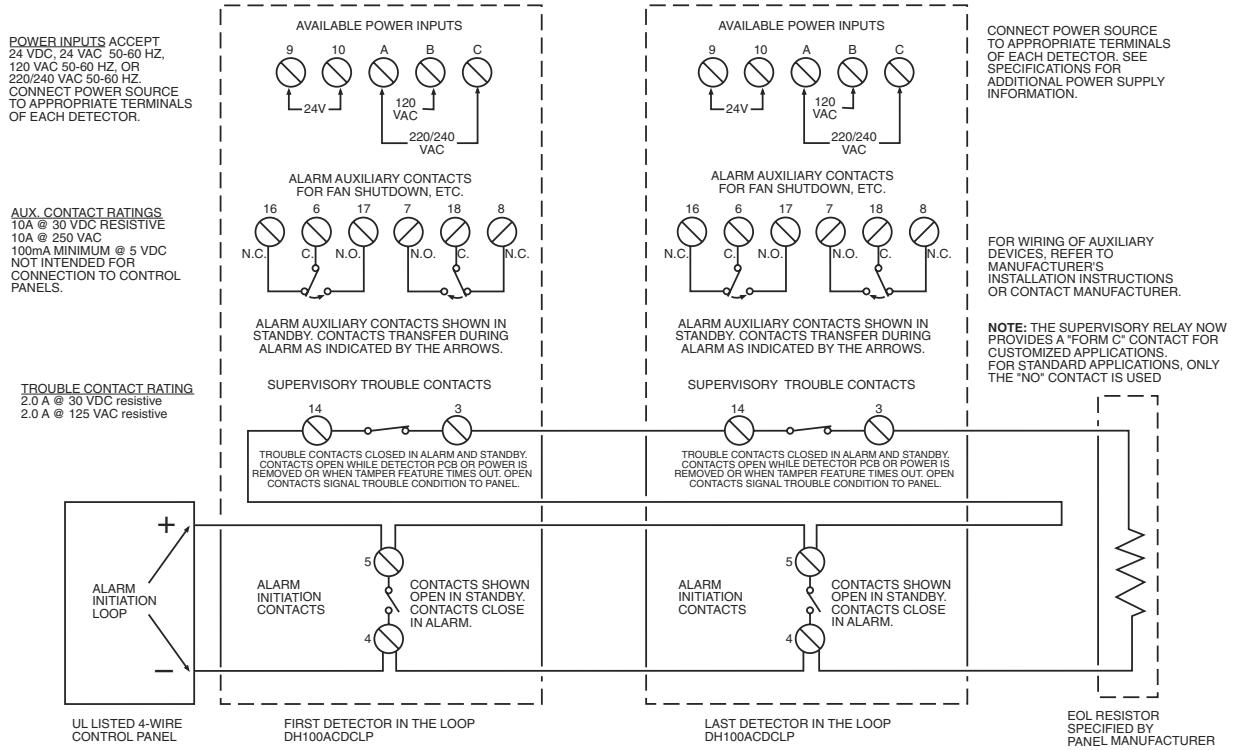 POWER INPUTS ACCEPT
24 VDC, 24 VAC 50-60 HZ,
120 VAC 50-60 HZ, OR
220/240 VAC 50-60 HZ.
CONNECT POWER SOURCE
TO APPROPRIATE TERMINALS
OF EACH DETECTOR.
AUX. CONTACT RATINGS
10A @ 30 VDC RESISTIVE
10A @ 250 VAC
100mA MINIMUM @ 5 VDC
NOT INTENDED FOR
CONNECTION TO CONTROL
PANELS.
TROUBLE CONTACT RATING
2.0 A @ 30 VDC resistive
2.0 A @ 125 VAC resistive
AVAILABLE POWER INPUTS
9 10 A B C
24V
120
VAC
220/240
VAC
ALARM AUXILIARY CONTACTS
FOR FAN SHUTDOWN, ETC.
16 6 17 7 18 8
N.C. C. N.O. N.O. C. N.C.
ALARM AUXILIARY CONTACTS SHOWN IN
STANDBY. CONTACTS TRANSFER DURING
ALARM AS INDICATED BY THE ARROWS.
SUPERVISORY TROUBLE CONTACTS
14 3
TROUBLE CONTACTS CLOSED IN ALARM AND STANDBY.
CONTACTS OPEN WHILE DETECTOR PCB OR POWER IS
REMOVED OR WHEN TAMPER FEATURE TIMES OUT. OPEN
CONTACTS SIGNAL TROUBLE CONDITION TO PANEL.
AVAILABLE POWER INPUTS
9 10 A B C
24V
120
VAC
220/240
VAC
ALARM AUXILIARY CONTACTS
FOR FAN SHUTDOWN, ETC.
16 6 17 7 18 8
N.C. C. N.O. N.O. C. N.C.
ALARM AUXILIARY CONTACTS SHOWN IN
STANDBY. CONTACTS TRANSFER DURING
ALARM AS INDICATED BY THE ARROWS.
SUPERVISORY TROUBLE CONTACTS
14 3
TROUBLE CONTACTS CLOSED IN ALARM AND STANDBY.
CONTACTS OPEN WHILE DETECTOR PCB OR POWER IS
REMOVED OR WHEN TAMPER FEATURE TIMES OUT. OPEN
CONTACTS SIGNAL TROUBLE CONDITION TO PANEL.
CONNECT POWER SOURCE
TO APPROPRIATE TERMINALS
OF EACH DETECTOR. SEE
SPECIFICATIONS FOR
ADDITIONAL POWER SUPPLY
INFORMATION.
FOR WIRING OF AUXILIARY
DEVICES, REFER TO
MANUFACTURER'S
INSTALLATION INSTRUCTIONS
OR CONTACT MANUFACTURER.
NOTE: THE SUPERVISORY RELAY NOW
PROVIDES A "FORM C" CONTACT FOR
CUSTOMIZED APPLICATIONS.
FOR STANDARD APPLICATIONS, ONLY
THE "NO" CONTACT IS USED
+
ALARM
INITIATION
LOOP
–
UL LISTED 4-WIRE
CONTROL PANEL
5
ALARM
INITIATION
CONTACTS
CONTACTS SHOWN
OPEN IN STANDBY.
CONTACTS CLOSE
IN ALARM.
4
FIRST DETECTOR IN THE LOOP
DH100ACDCLP
5
ALARM
INITIATION
CONTACTS
CONTACTS SHOWN
OPEN IN STANDBY.
CONTACTS CLOSE
IN ALARM.
4
LAST DETECTOR IN THE LOOP
DH100ACDCLP
EOL RESISTOR
SPECIFIED BY
PANEL MANUFACTURER